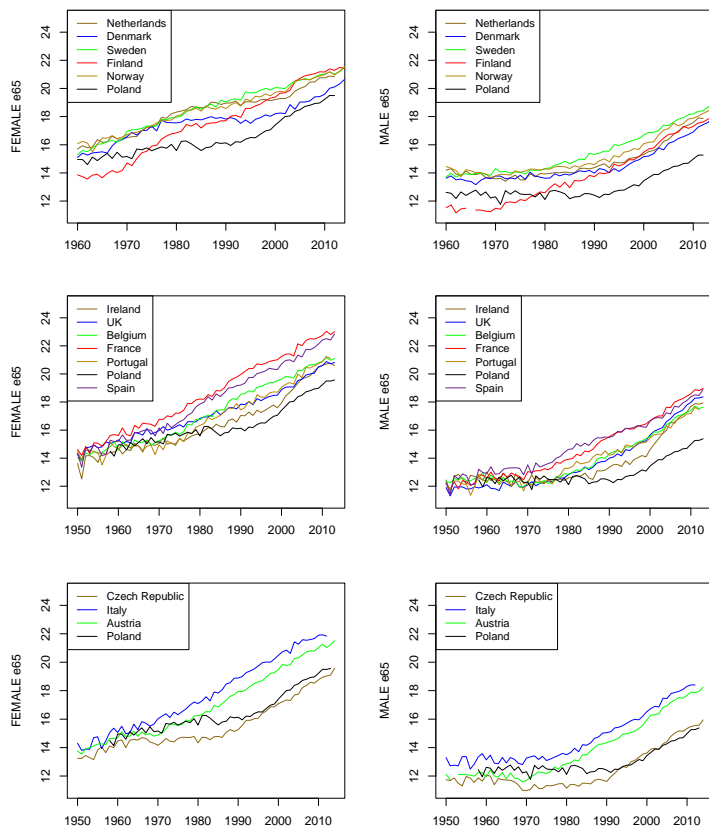 FEMALE e65
12 14 16 18 20 22 24
Netherlands
Denmark
Sweden
Finland
Norway
Poland
1960 1970 1980 1990 2000 2010
MALE e65
12 14 16 18 20 22 24
Netherlands
Denmark
Sweden
Finland
Norway
Poland
1960 1970 1980 1990 2000 2010
FEMALE e65
12 14 16 18 20 22 24
Ireland
UK
Belgium
France
Portugal
Poland
Spain
1950 1960 1970 1980 1990 2000 2010
MALE e65
12 14 16 18 20 22 24
Ireland
UK
Belgium
France
Portugal
Poland
Spain
1950 1960 1970 1980 1990 2000 2010
FEMALE e65
12 14 16 18 20 22 24
Czech Republic
Italy
Austria
Poland
1950 1960 1970 1980 1990 2000 2010
MALE e65
12 14 16 18 20 22 24
Czech Republic
Italy
Austria
Poland
1950 1960 1970 1980 1990 2000 2010